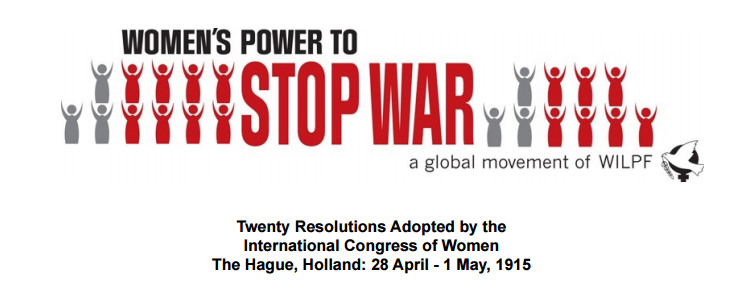 WOMEN'S POWER TO
STOP WAR
a global movement of WILPF
Twenty Resolutions Adopted by the
International Congress of Women
The Hague, Holland: 28 April - 1 May, 1915